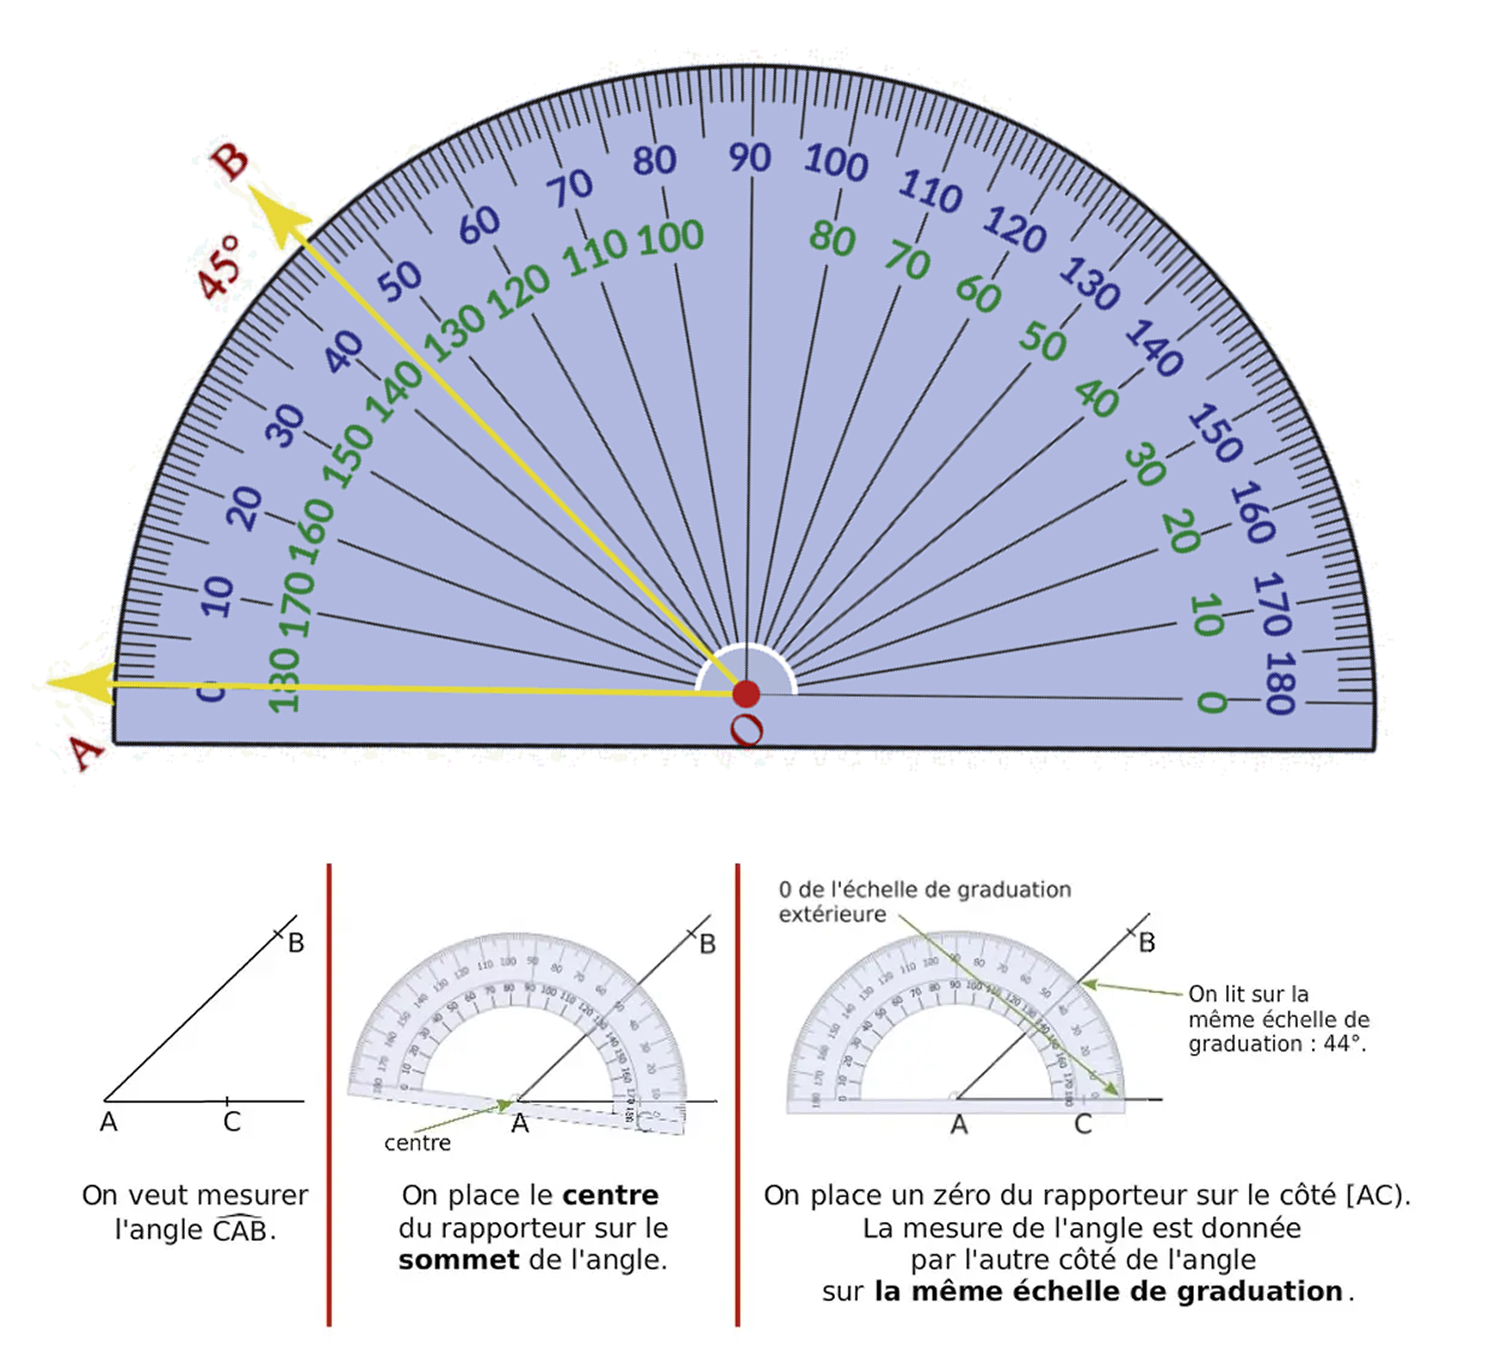 B
45°
0 10 20 30 40 50 60 70 80 90 100 110 120 130 140 150 160 170 180
180 170 160 150 140 130 120 110 100 80 70 60 50 40 30 20 10 0
A
O
B
A
C
On veut mesurer
l'angle CAB.
B
centre
A
C
On place le centre
du rapporteur sur le
sommet de l'angle.
0 de l'échelle de graduation
extérieure
B
On lit sur la
même échelle de
graduation : 44°.
A
C
On place un zéro du rapporteur sur le côté [AC).
La mesure de l'angle est donnée
par l'autre côté de l'angle
sur la même échelle de graduation.